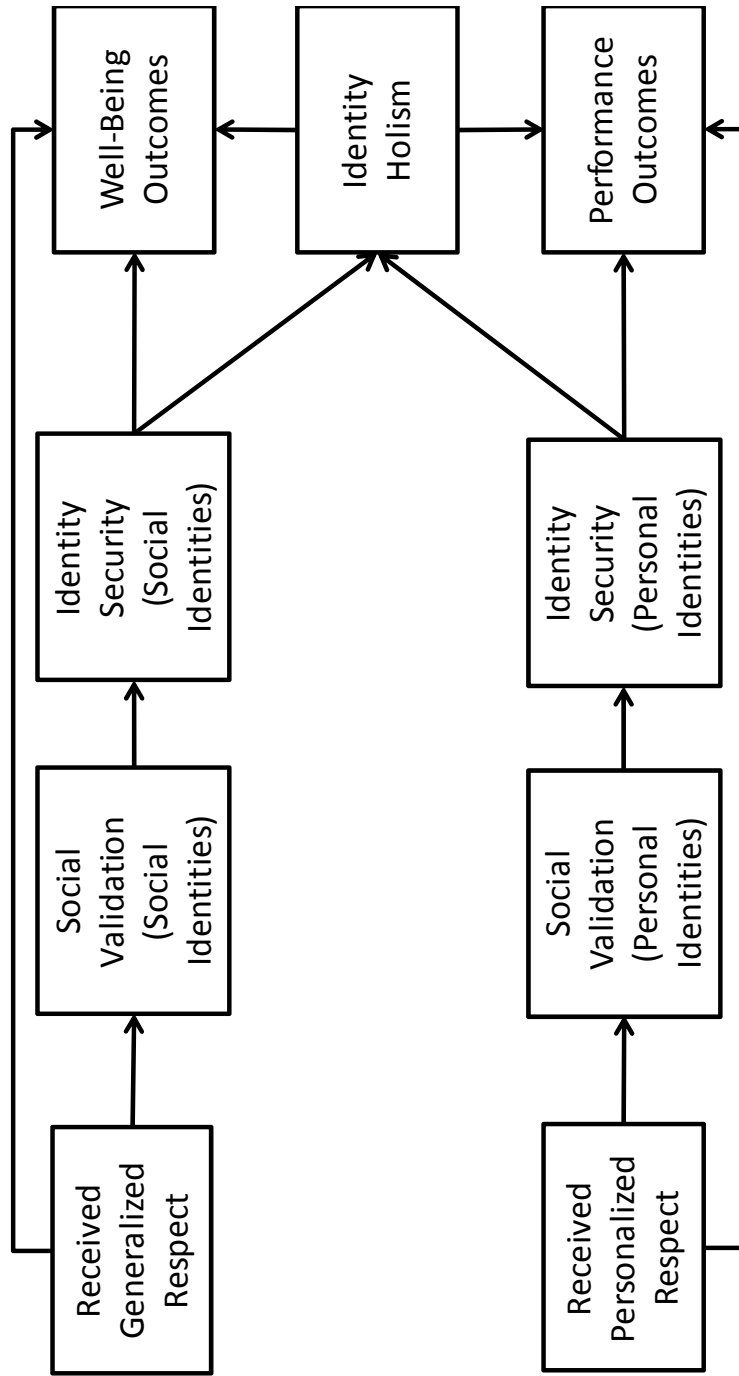 Received
Generalized
Respect
Social
Validation
(Social
Identities)
Identity
Security
(Social
Identities)
Well-Being
Outcomes
Identity
Holism
Received
Personalized
Respect
Social
Validation
(Personal
Identities)
Identity
Security
(Personal
Identities)
Performance
Outcomes